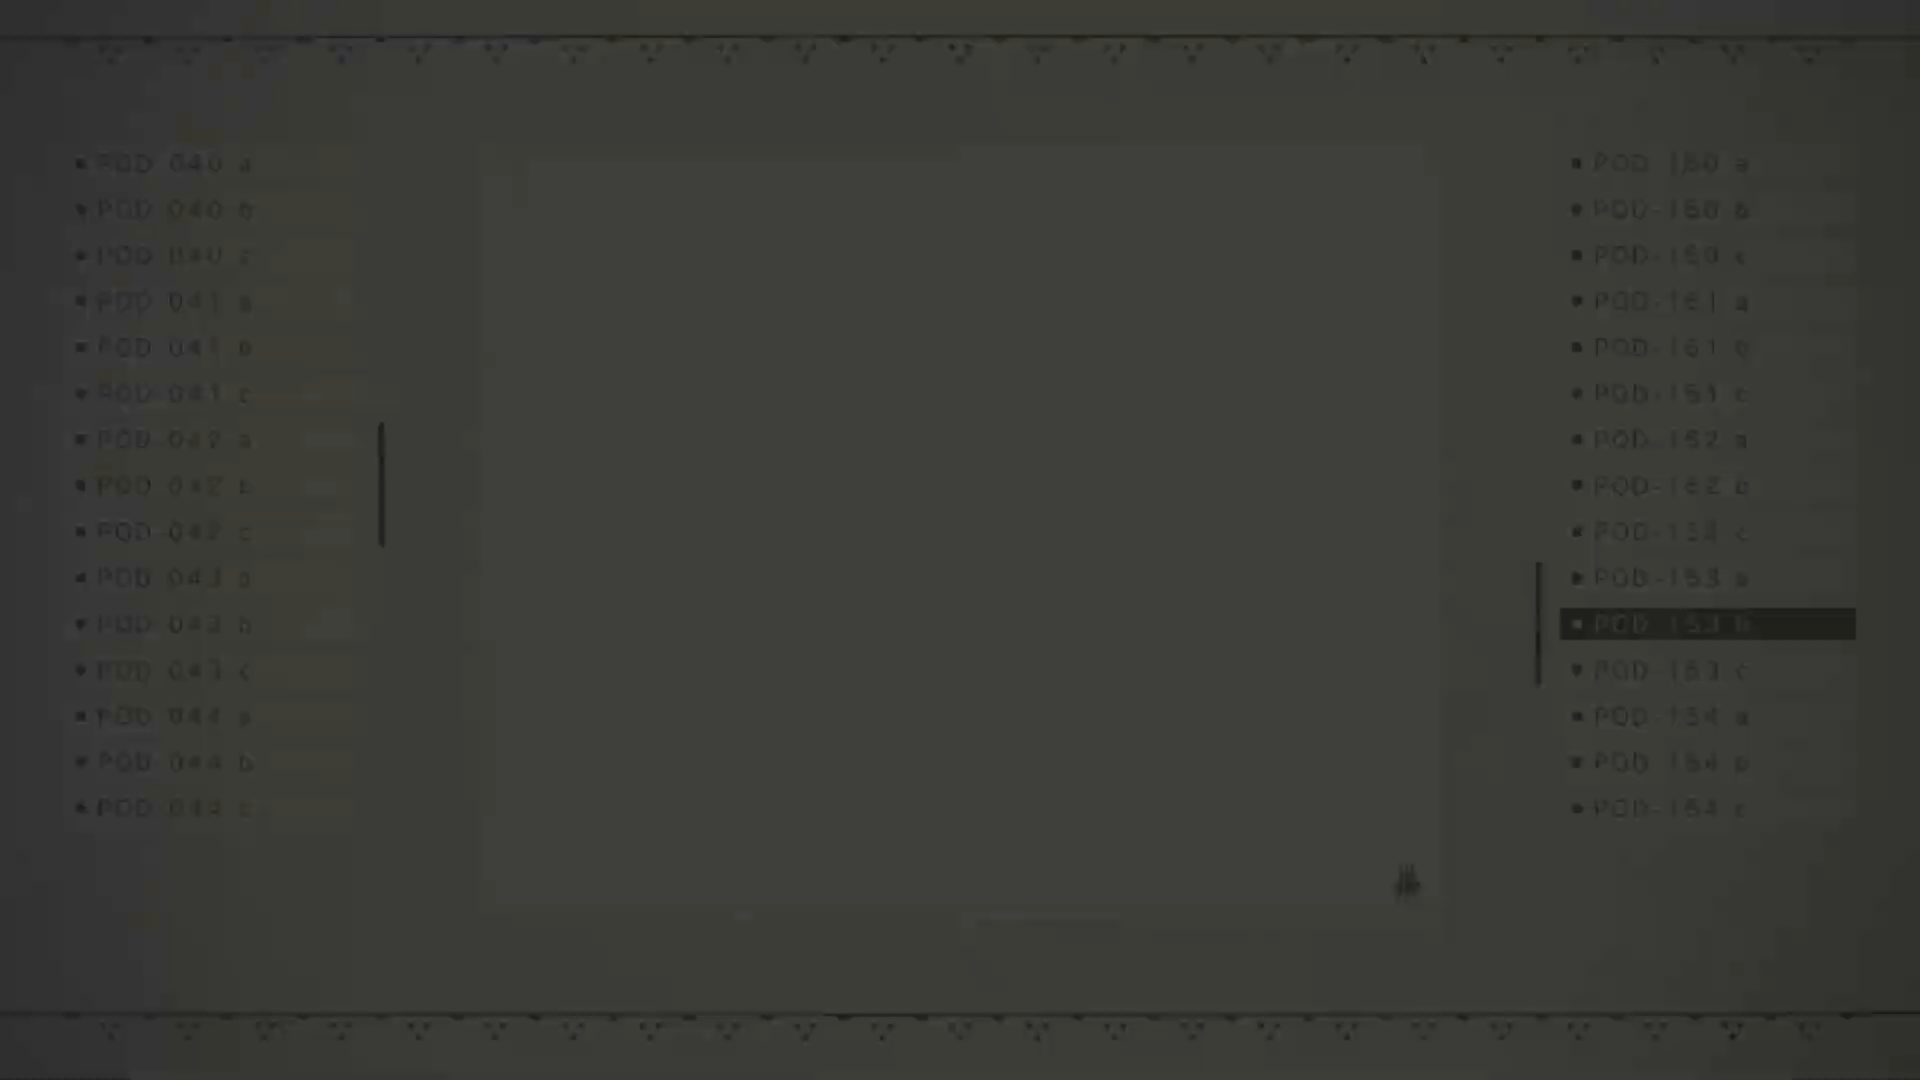 POD 040 a
POD 040 b
POD 040 c
POD 041 a
POD 041 b
POD 041 c
POD 042 a
POD 042 b
POD 042 c
POD 043 a
POD 043 b
POD 043 c
POD 044 a
POD 044 b
POD 044 c
POD 150 a
POD-150 b
POD-150 c
POD-151 a
POD-151 b
POD-151 c
POD-152 a
POD-152 b
POD-152 c
POD-153 a
POD 153 b
POD-153 c
POD-154 a
POD 154 b
POD-154 c